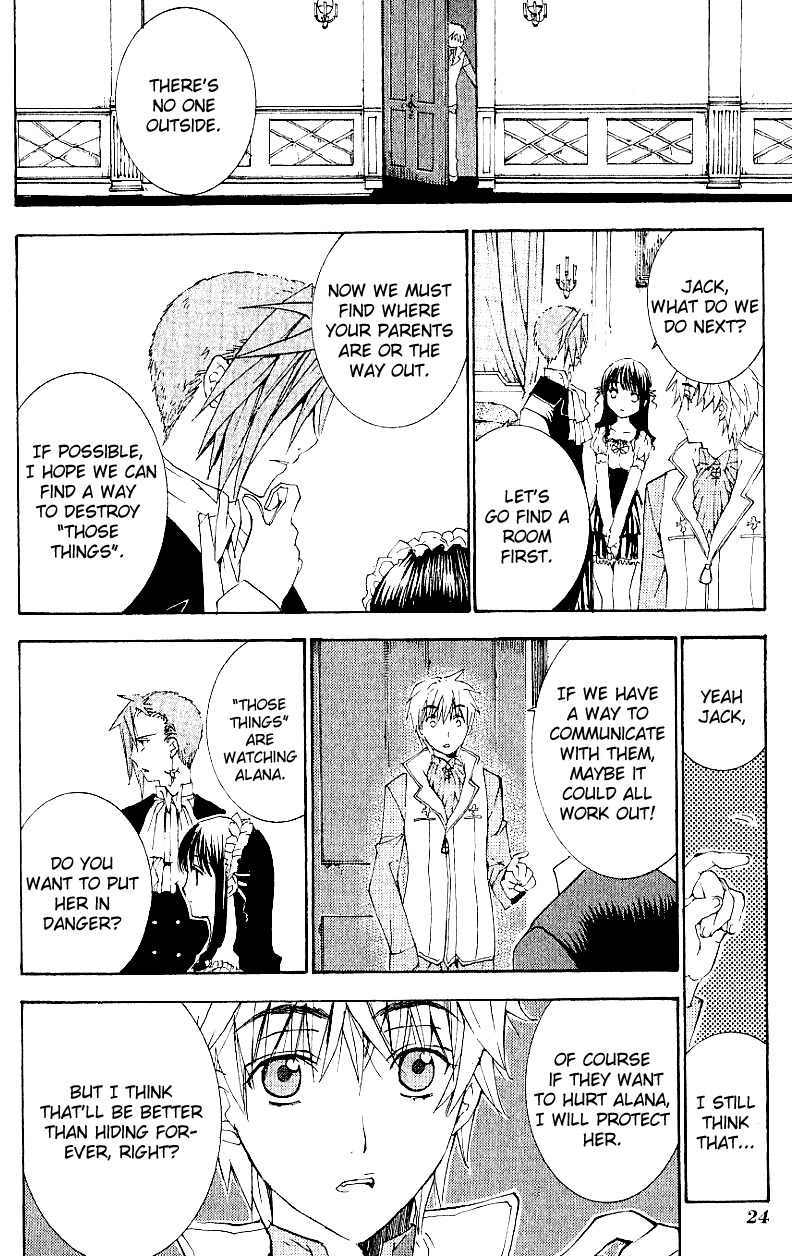 THERE'S
NO ONE
OUTSIDE.
JACK,
WHAT DO WE
DO NEXT?
LET'S
GO FIND A
ROOM
FIRST.
NOW WE MUST
FIND WHERE
YOUR PARENTS
ARE OR THE
WAY OUT.
IF POSSIBLE,
I HOPE WE CAN
FIND A WAY
TO DESTROY
"THOSE
THINGS".
YEAH
JACK,
I STILL
THINK
THAT...
IF WE HAVE
A WAY TO
COMMUNICATE
WITH THEM,
MAYBE IT
COULD ALL
WORK OUT!
"THOSE
THINGS"
ARE
WATCHING
ALANA.
DO YOU
WANT TO PUT
HER IN
DANGER?
OF COURSE
IF THEY WANT
TO HURT ALANA,
I WILL PROTECT
HER.
BUT I THINK
THAT'LL BE BETTER
THAN HIDING FOR-
EVER, RIGHT?
24